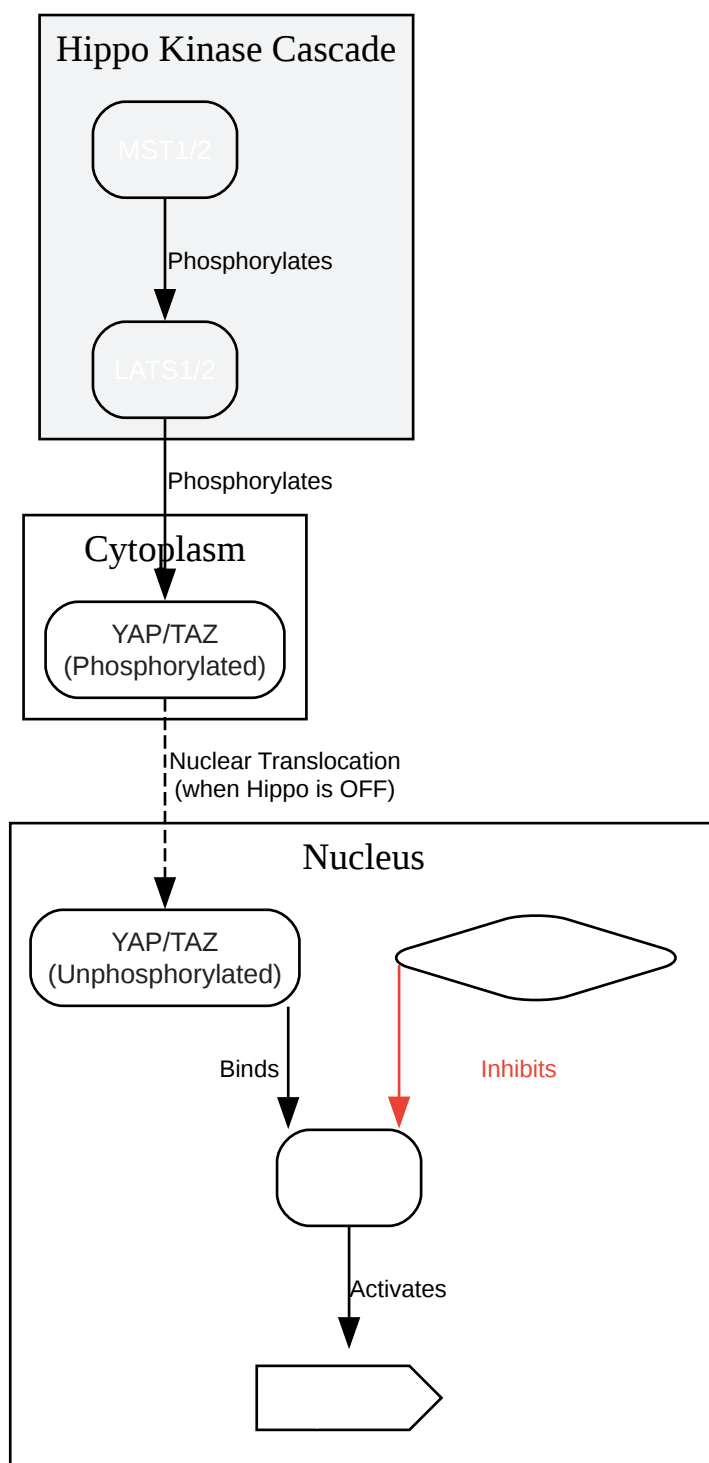 Hippo Kinase Cascade
MST1/2
Phosphorylates
LATS1/2
Phosphorylates
Cytoplasm
YAP/TAZ
(Phosphorylated)
Nuclear Translocation
(when Hippo is OFF)
Nucleus
YAP/TAZ
(Unphosphorylated)
Binds
Inhibits
Activates